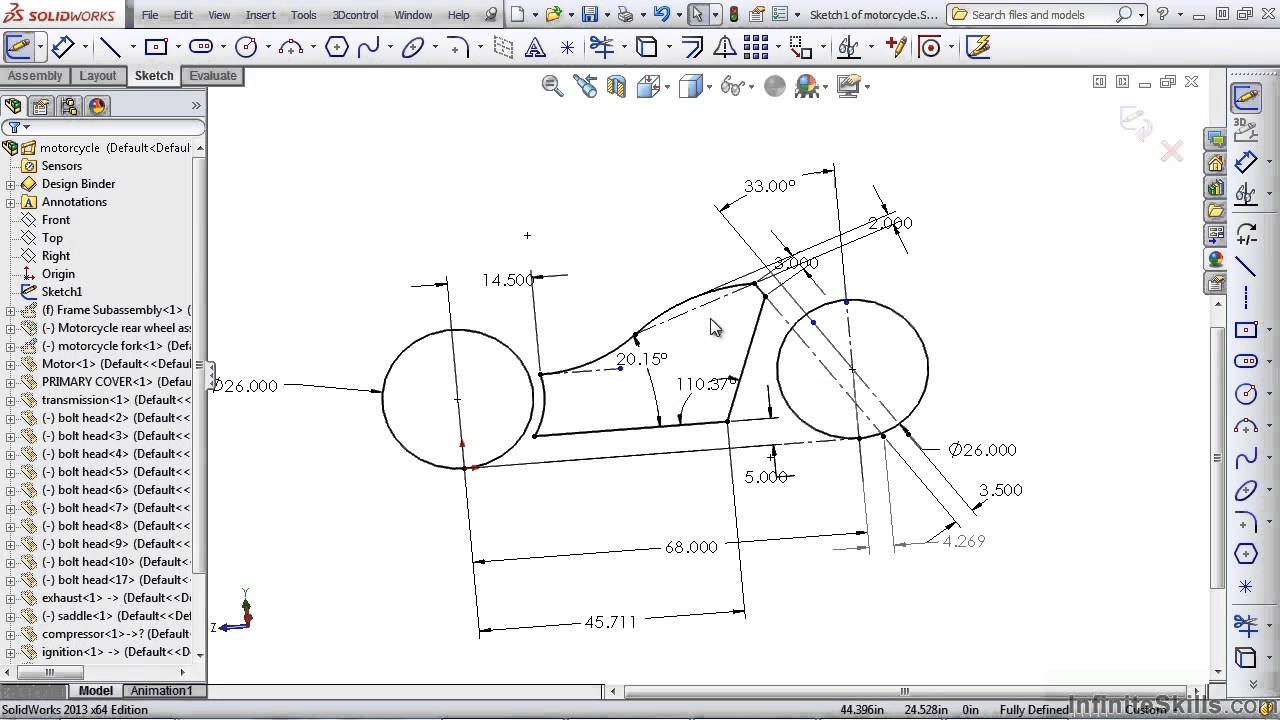 SOLIDWORKS File Edit View Insert Tools 3Dcontrol Window Help Sketch1 of motorcycle.S... Search files and models
Assembly Layout Sketch Evaluate
motorcycle (Default<Defaul
Sensors
Design Binder
Annotations
Front
Top
Right
Origin
Sketch1
(f) Frame Subassembly<1> (
(-) Motorcycle rear wheel ass
(-) motorcycle fork<1> (Defa
Motor<1> (Default<<Default
PRIMARY COVER<1> (Defau
transmission<1> (Default<<
(-) bolt head<2> (Default<<
(-) bolt head<3> (Default<<
(-) bolt head<4> (Default<<
(-) bolt head<5> (Default<<
(-) bolt head<6> (Default<<
(-) bolt head<7> (Default<<
(-) bolt head<8> (Default<<
(-) bolt head<9> (Default<<
(-) bolt head<10> (Default<
(-) bolt head<17> (Default<
exhaust<1> -> (Default<<D
(-) saddle<1> (Default<<Def
compressor<1>->? (Default
ignition<1> -> (Default<<D
33.00°
2.000
3.000
14.500
20.15°
110.37°
Ø26.000
Ø26.000
5.000
3.500
4.269
68.000
45.711
Y
Z
Model Animation1
SolidWorks 2013 x64 Edition 44.396in 24.528in 0in Fully Defined Custom
InfiniteSkills.com